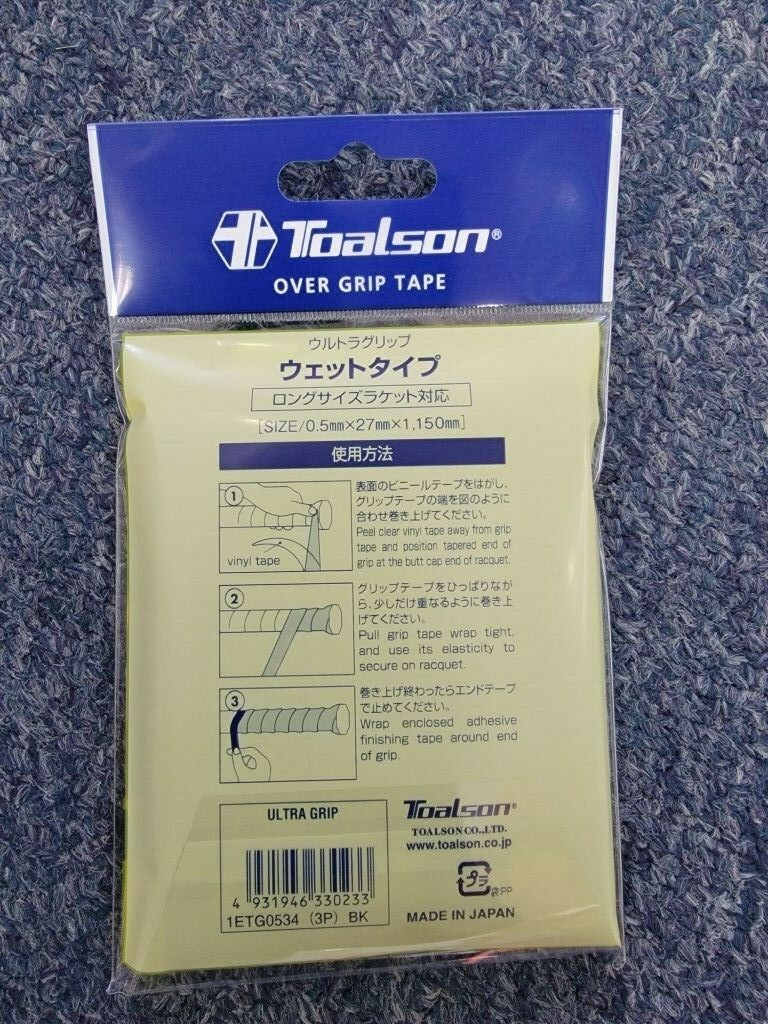 Toalson®
OVER GRIP TAPE
ウルトラグリップ
ウェットタイプ
ロングサイズラケット対応
[SIZE/0.5mm×27mm×1,150mm]
使用方法
1
vinyl tape
表面のビニールテープをはがし、
グリップテープの端を図のように
合わせ巻き上げてください。
Peel clear vinyl tape away from grip
tape and position tapered end of
grip at the butt cap end of racquet.
2
グリップテープをひっぱりなが
ら、少しだけ重なるように巻き上
げてください。
Pull grip tape wrap tight,
and use its elasticity to
secure on racquet.
3
巻き上げ終わったらエンドテープ
で止めてください。
Wrap enclosed adhesive
finishing tape around end
of grip.
ULTRA GRIP
4 931946 330233
1ETG0534 (3P) BK
Toalson®
TOALSON CO.,LTD.
www.toalson.co.jp
プラ
袋:PP
MADE IN JAPAN